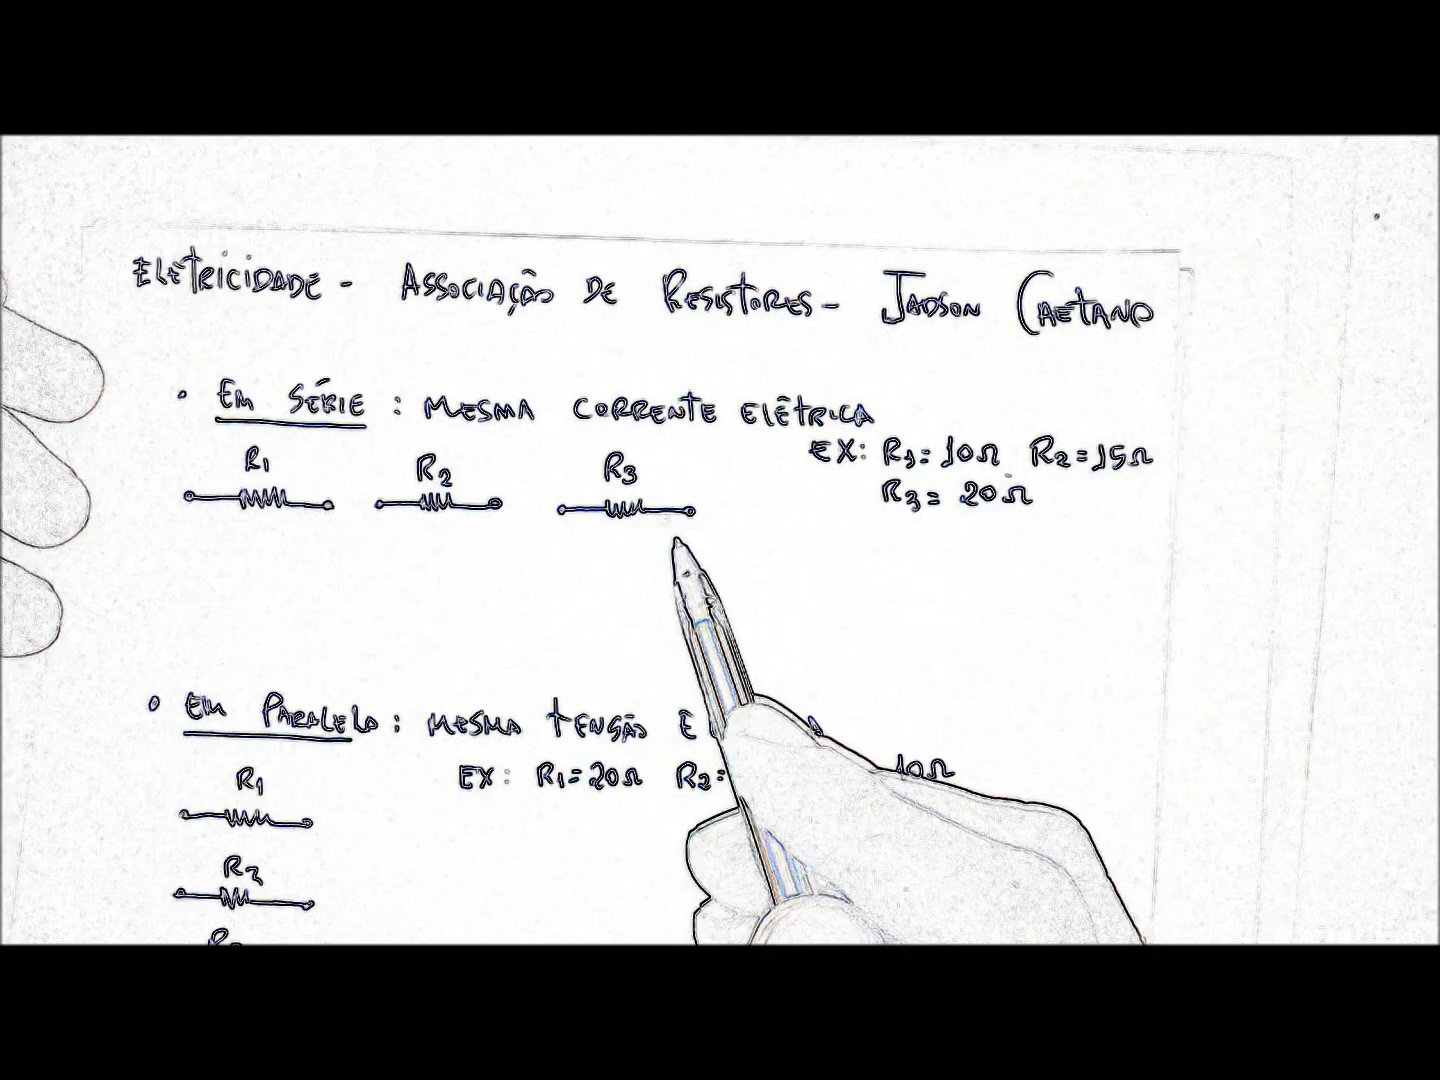 ELÉTRICIDADE - ASSOCIAÇÃO DE RESISTORES - JADSON CAETANO
• EM SÉRIE : MESMA CORRENTE ELÉTRICA
EX: R1 = 10Ω R2 = 15Ω
R3 = 20Ω
R1 R2 R3
• EM PARALELO : MESMA TENSÃO E
EX: R1 = 20Ω R2 = 10Ω
R1
R2